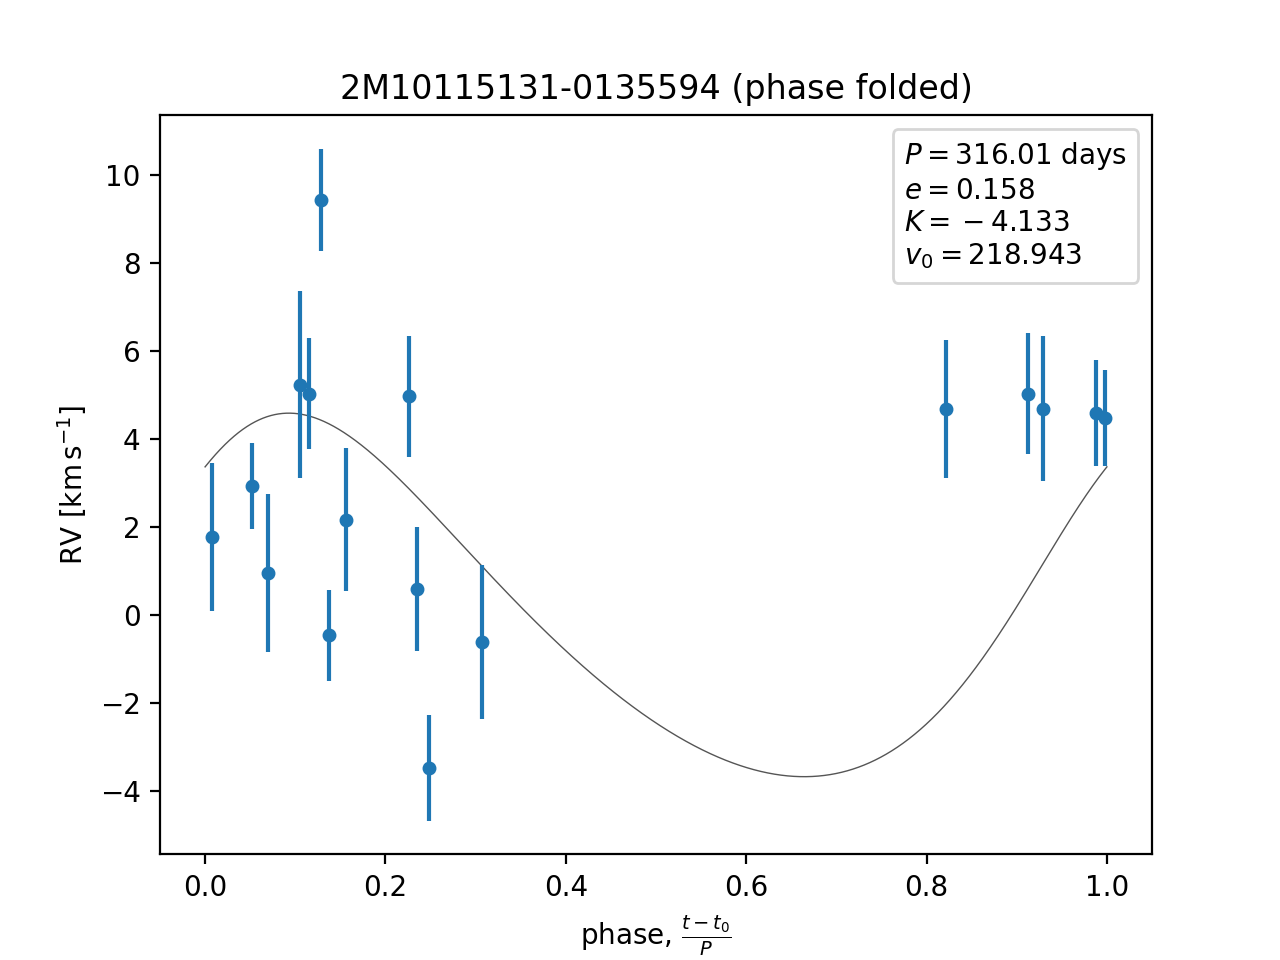 2M10115131-0135594 (phase folded)
P = 316.01 days
e = 0.158
K = −4.133
v₀ = 218.943
RV [km s⁻¹]
10
8
6
4
2
0
−2
−4
0.0 0.2 0.4 0.6 0.8 1.0
phase, (t − t₀)/P